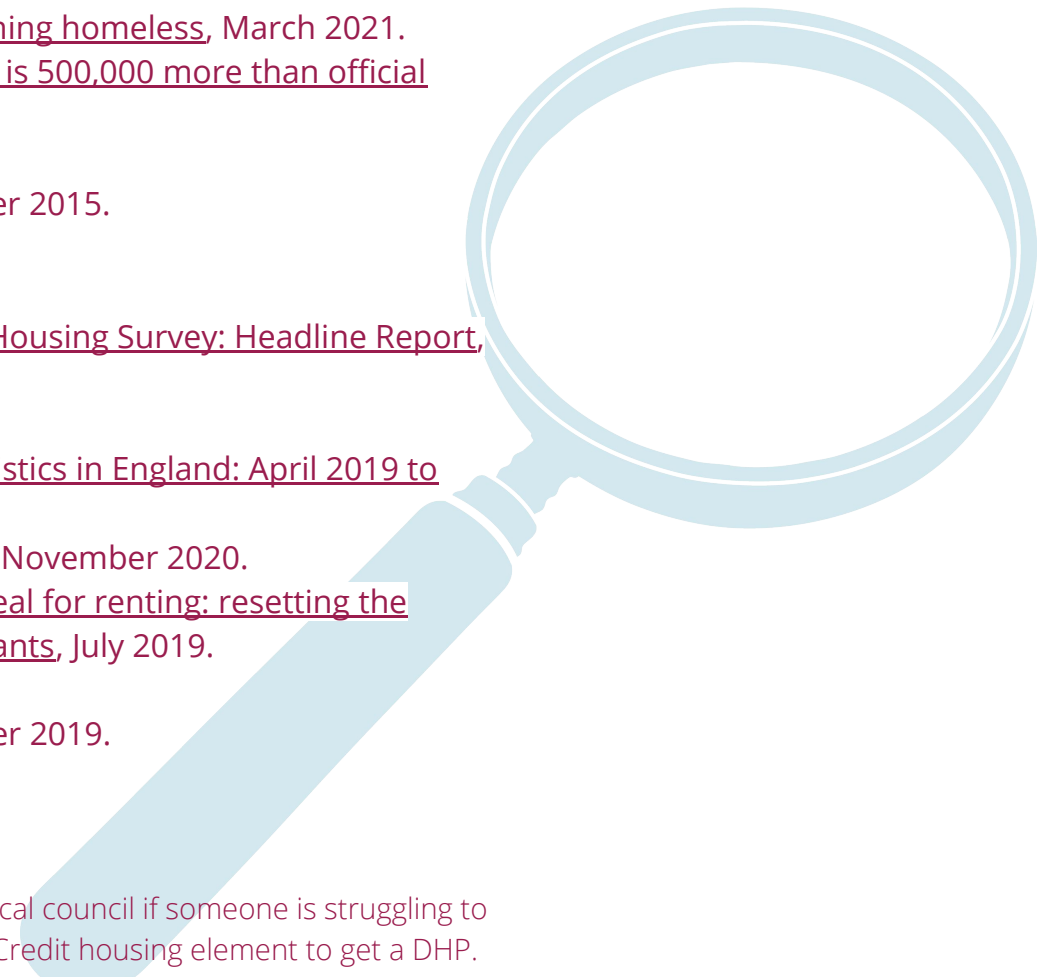 ning homeless, March 2021.
is 500,000 more than official
er 2015.
Housing Survey: Headline Report,
stics in England: April 2019 to
November 2020.
eal for renting: resetting the
ants, July 2019.
er 2019.
cal council if someone is struggling to
Credit housing element to get a DHP.